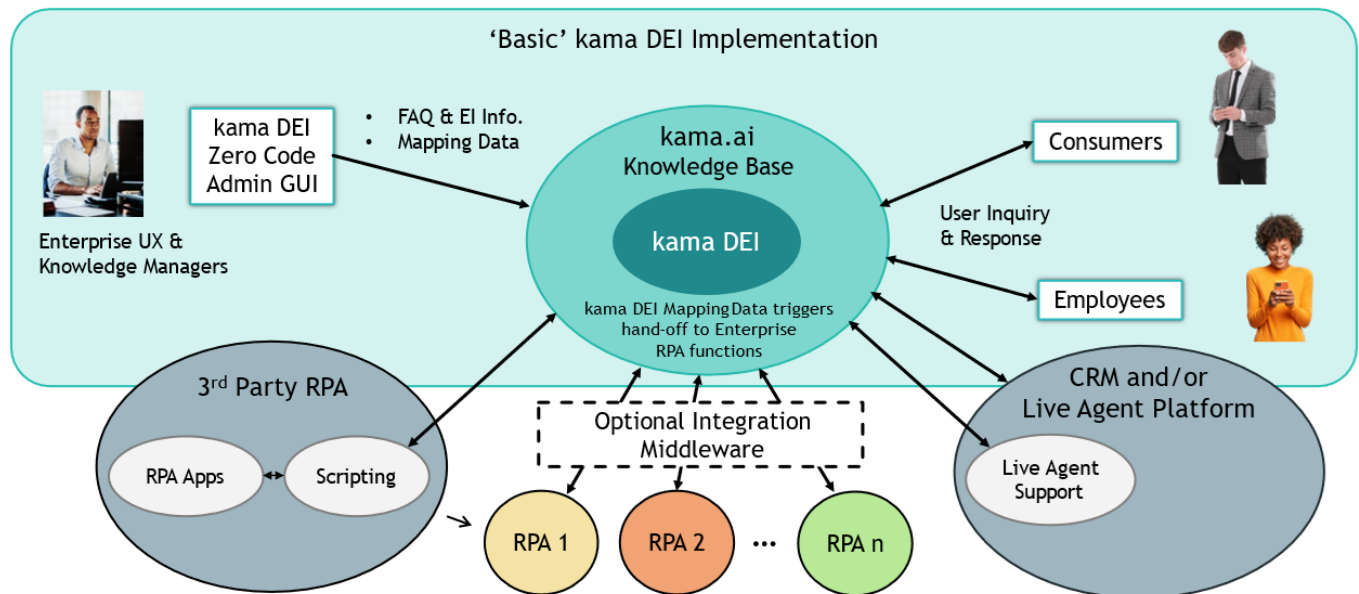 ‘Basic’ kama DEI Implementation
kama DEI
Zero Code
Admin GUI
• FAQ & EI Info.
• Mapping Data
Enterprise UX &
Knowledge Managers
kama.ai
Knowledge Base
kama DEI
kama DEI Mapping Data triggers
hand-off to Enterprise
RPA functions
Consumers
User Inquiry
& Response
Employees
3rd Party RPA
RPA Apps
Scripting
Optional Integration
Middleware
RPA 1
RPA 2
...
RPA n
CRM and/or
Live Agent Platform
Live Agent
Support